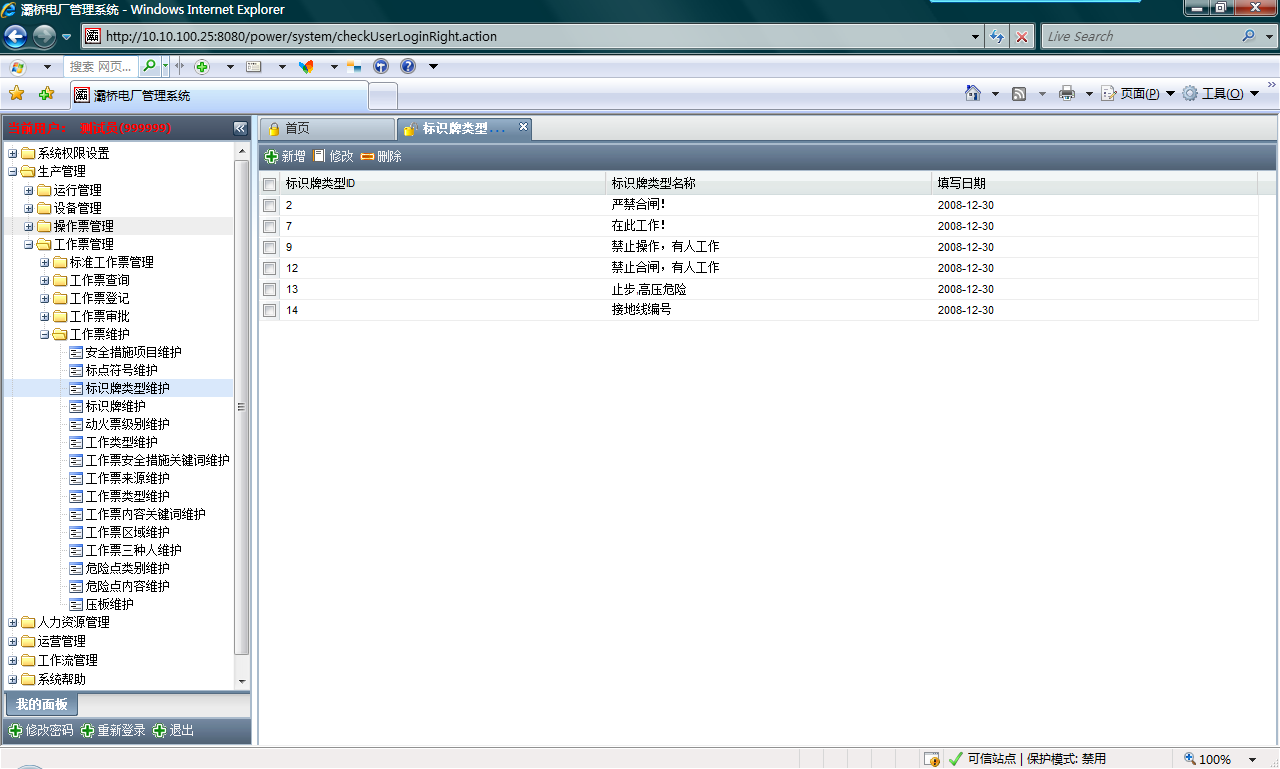 灞桥电厂管理系统 - Windows Internet Explorer
http://10.10.100.25:8080/power/system/checkUserLoginRight.action
Live Search
搜索 网页...
灞桥电厂管理系统
页面(P)
工具(O)
当前用户: 测试员(999999)
首页
标识牌类型...
新增
修改
删除
系统权限设置
生产管理
运行管理
设备管理
操作票管理
工作票管理
标准工作票管理
工作票查询
工作票登记
工作票审批
工作票维护
安全措施项目维护
标点符号维护
标识牌类型维护
标识牌维护
动火票级别维护
工作类型维护
工作票安全措施关键词维护
工作票来源维护
工作票类型维护
工作票内容关键词维护
工作票区域维护
工作票三种人维护
危险点类别维护
危险点内容维护
压板维护
人力资源管理
运营管理
工作流管理
系统帮助
我的面板
修改密码 重新登录 退出
标识牌类型ID 标识牌类型名称 填写日期
2 严禁合闸! 2008-12-30
7 在此工作! 2008-12-30
9 禁止操作，有人工作 2008-12-30
12 禁止合闸，有人工作 2008-12-30
13 止步,高压危险 2008-12-30
14 接地线编号 2008-12-30
可信站点 | 保护模式: 禁用
100%